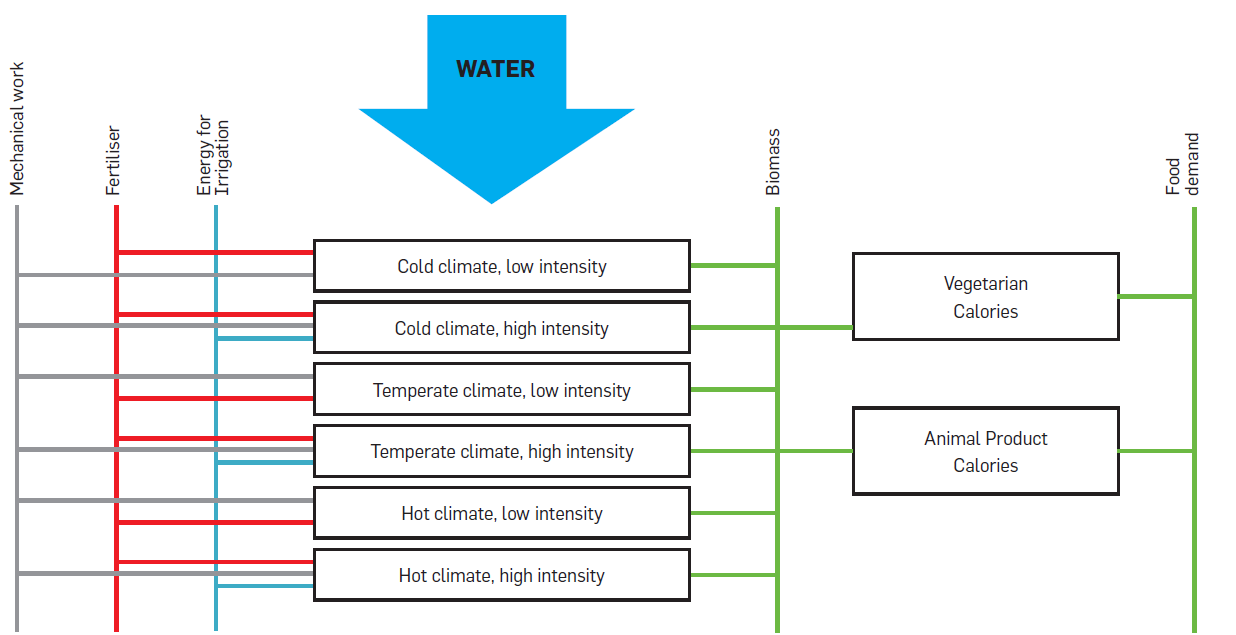 WATER
Mechanical work
Fertiliser
Energy for
Irrigation
Biomass
Food
demand
Cold climate, low intensity
Cold climate, high intensity
Temperate climate, low intensity
Temperate climate, high intensity
Hot climate, low intensity
Hot climate, high intensity
Vegetarian
Calories
Animal Product
Calories